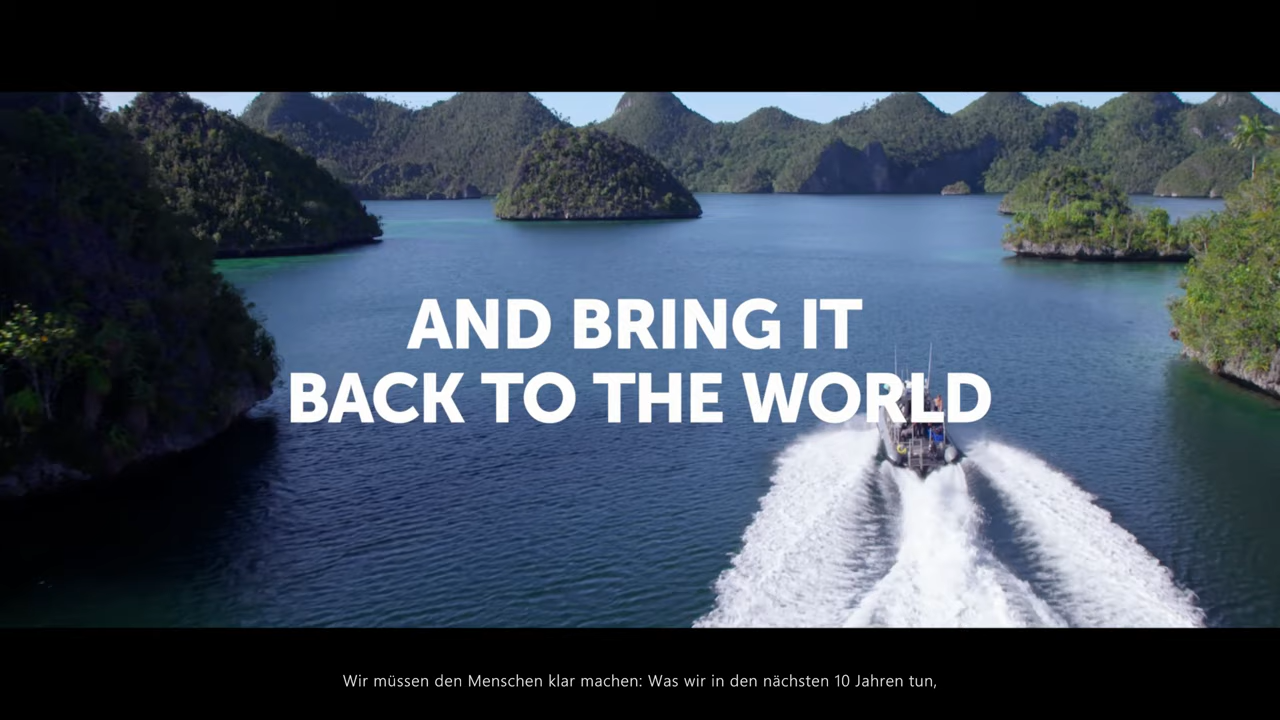 AND BRING IT
BACK TO THE WORLD
Wir müssen den Menschen klar machen: Was wir in den nächsten 10 Jahren tun,